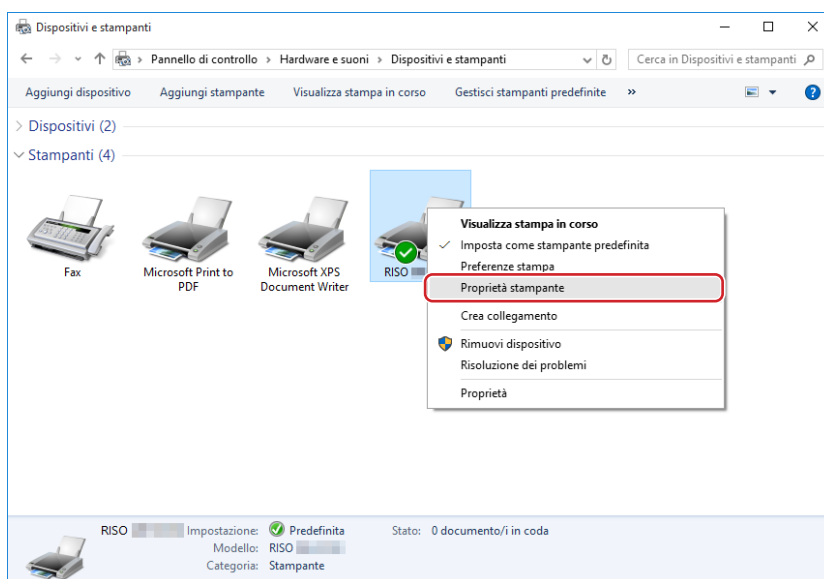 Dispositivi e stampanti
Pannello di controllo › Hardware e suoni › Dispositivi e stampanti
Cerca in Dispositivi e stampanti
Aggiungi dispositivo Aggiungi stampante Visualizza stampa in corso Gestisci stampanti predefinite »
Dispositivi (2)
Stampanti (4)
Fax
Microsoft Print to
PDF
Microsoft XPS
Document Writer
RISO
Visualizza stampa in corso
Imposta come stampante predefinita
Preferenze stampa
Proprietà stampante
Crea collegamento
Rimuovi dispositivo
Risoluzione dei problemi
Proprietà
RISO Impostazione: Predefinita Stato: 0 documento/i in coda
Modello: RISO
Categoria: Stampante